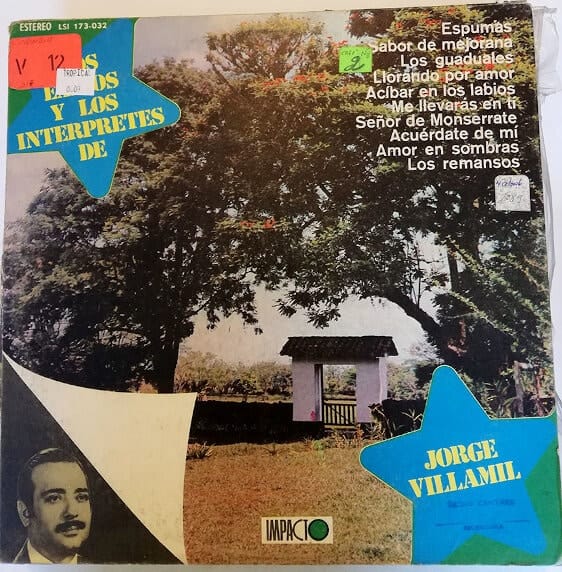 ESTEREO LSI 173-032
Espumas
Sabor de mejorana
Los guaduales
Llorando por amor
Acíbar en los labios
Me llevarás en ti
Señor de Monserrate
Acuérdate de mí
Amor en sombras
Los remansos
TROPICAL
Y LOS
INTERPRETES
DE
JORGE
VILLAMIL
IMPACTO